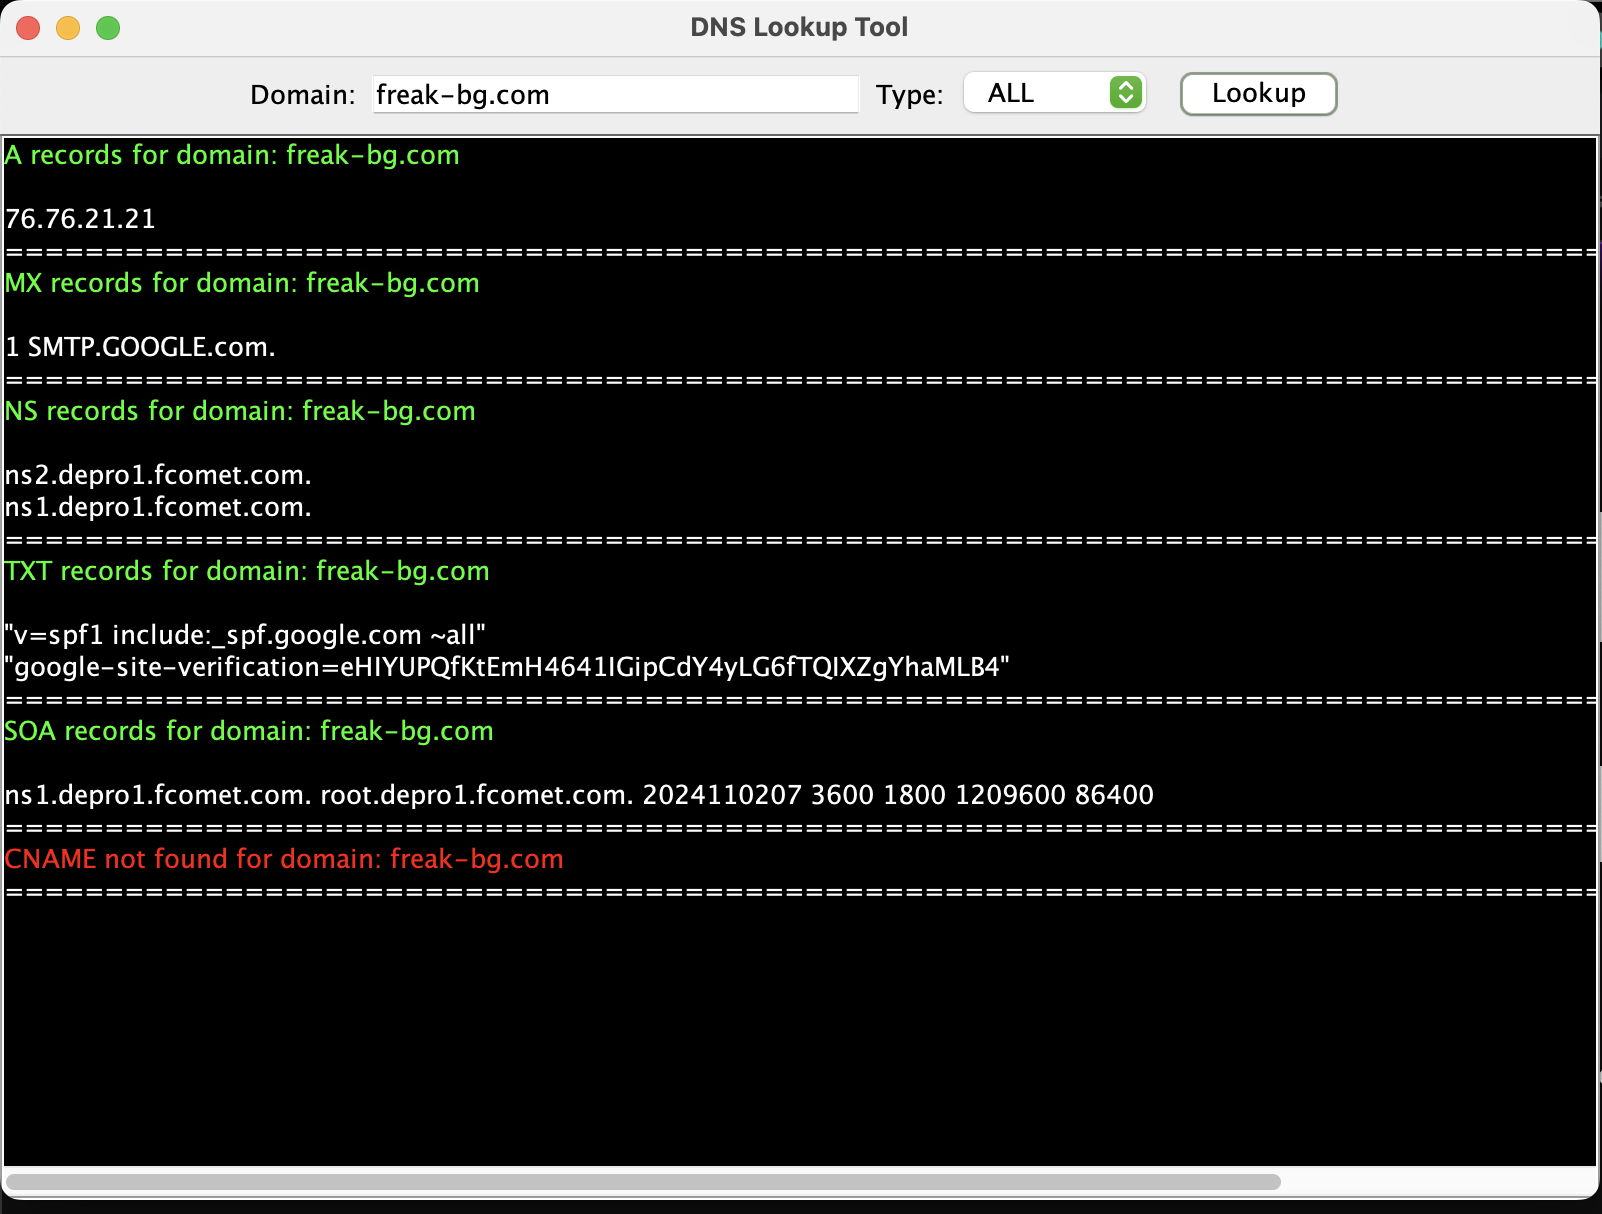 DNS Lookup Tool
Domain: freak-bg.com Type: ALL Lookup
A records for domain: freak-bg.com
76.76.21.21
================================================================================
MX records for domain: freak-bg.com
1 SMTP.GOOGLE.com.
================================================================================
NS records for domain: freak-bg.com
ns2.depro1.fcomet.com.
ns1.depro1.fcomet.com.
================================================================================
TXT records for domain: freak-bg.com
"v=spf1 include:_spf.google.com ~all"
"google-site-verification=eHIYUPQfKtEmH4641IGipCdY4yLG6fTQIXZgYhaMLB4"
================================================================================
SOA records for domain: freak-bg.com
ns1.depro1.fcomet.com. root.depro1.fcomet.com. 2024110207 3600 1800 1209600 86400
================================================================================
CNAME not found for domain: freak-bg.com
================================================================================